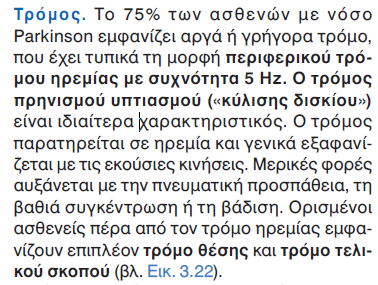 Τρόμος. Το 75% των ασθενών με νόσο
Parkinson εμφανίζει αργά ή γρήγορα τρόμο,
που έχει τυπικά τη μορφή περιφερικού τρό-
μου ηρεμίας με συχνότητα 5 Hz. Ο τρόμος
πρηνισμού υπτιασμού («κύλισης δισκίου»)
είναι ιδιαίτερα χαρακτηριστικός. Ο τρόμος
παρατηρείται σε ηρεμία και γενικά εξαφανί-
ζεται με τις εκούσιες κινήσεις. Μερικές φορές
αυξάνεται με την πνευματική προσπάθεια, τη
βαθιά συγκέντρωση ή τη βάδιση. Ορισμένοι
ασθενείς πέρα από τον τρόμο ηρεμίας εμφα-
νίζουν επιπλέον τρόμο θέσης και τρόμο τελι-
κού σκοπού (βλ. Εικ. 3.22).